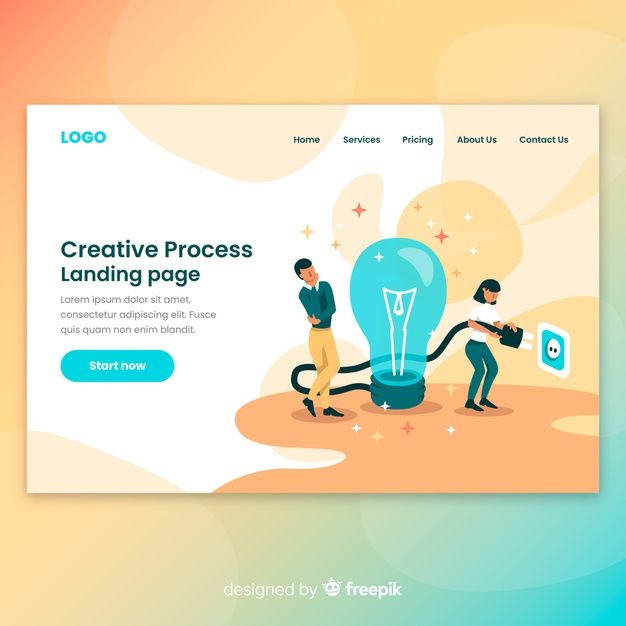 LOGO
Home Services Pricing About Us Contact Us
Creative Process
Landing page
Lorem ipsum dolor sit amet,
consectetur adipiscing elit. Fusce
quam diam non enim blandit.
Start now
designed by freepik